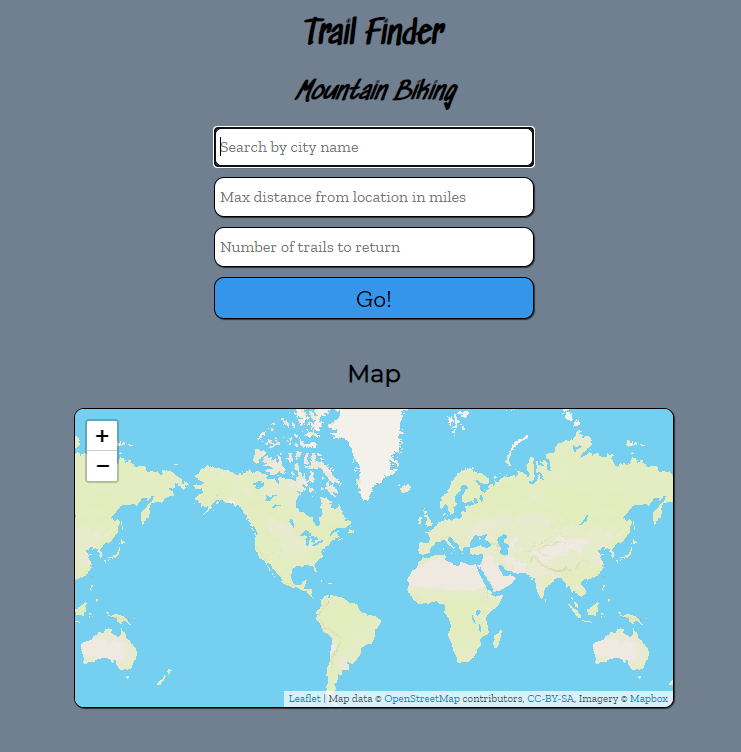 Trail Finder
Mountain Biking
Search by city name
Max distance from location in miles
Number of trails to return
Go!
Map
+
−
Leaflet | Map data © OpenStreetMap contributors, CC-BY-SA, Imagery © Mapbox